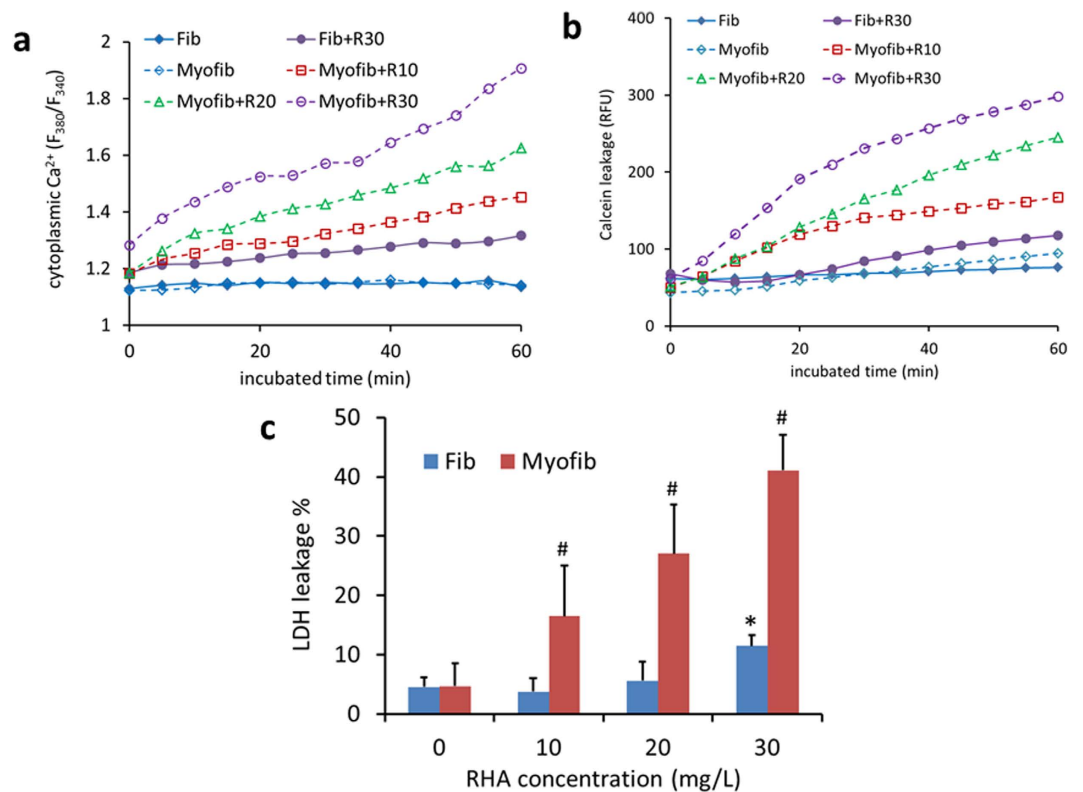 a
Fib
Fib+R30
Myofib
Myofib+R10
Myofib+R20
Myofib+R30
cytoplasmic Ca²⁺ (F₃₈₀/F₃₄₀)
2
1.8
1.6
1.4
1.2
1
0
20
40
60
incubated time (min)
b
Fib
Fib+R30
Myofib
Myofib+R10
Myofib+R20
Myofib+R30
Calcein leakage (RFU)
400
300
200
100
0
0
20
40
60
incubated time (min)
c
Fib
Myofib
LDH leakage %
50
40
30
20
10
0
#
#
*
#
0
10
20
30
RHA concentration (mg/L)